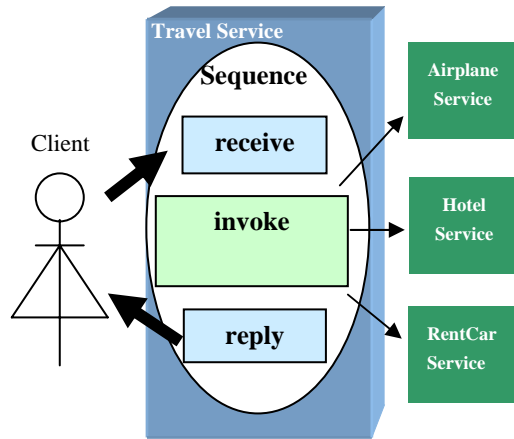 Travel Service
Sequence
receive
invoke
reply
Client
Airplane
Service
Hotel
Service
RentCar
Service